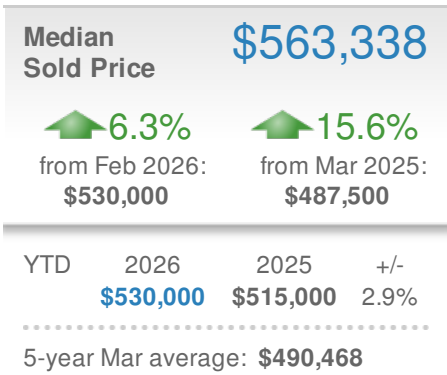 Median
Sold Price
$563,338
6.3% 15.6%
from Feb 2026: from Mar 2025:
$530,000 $487,500
YTD 2026 2025 +/-
$530,000 $515,000 2.9%
5-year Mar average: $490,468